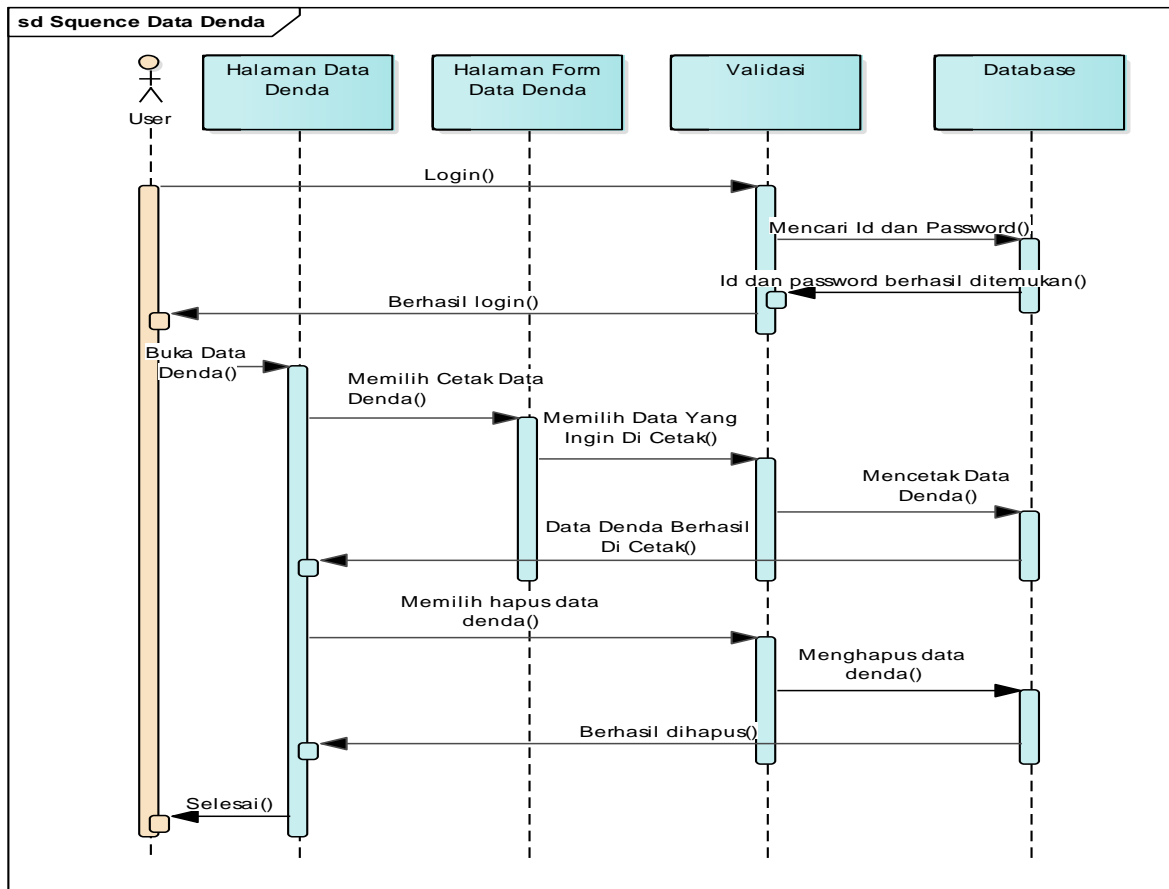 sd Squence Data Denda
User
Halaman Data
Denda
Halaman Form
Data Denda
Validasi
Database
Login()
Mencari Id dan Password()
Id dan password berhasil ditemukan()
Berhasil login()
Buka Data
Denda()
Memilih Cetak Data
Denda()
Memilih Data Yang
Ingin Di Cetak()
Mencetak Data
Denda()
Data Denda Berhasil
Di Cetak()
Memilih hapus data
denda()
Menghapus data
denda()
Berhasil dihapus()
Selesai()